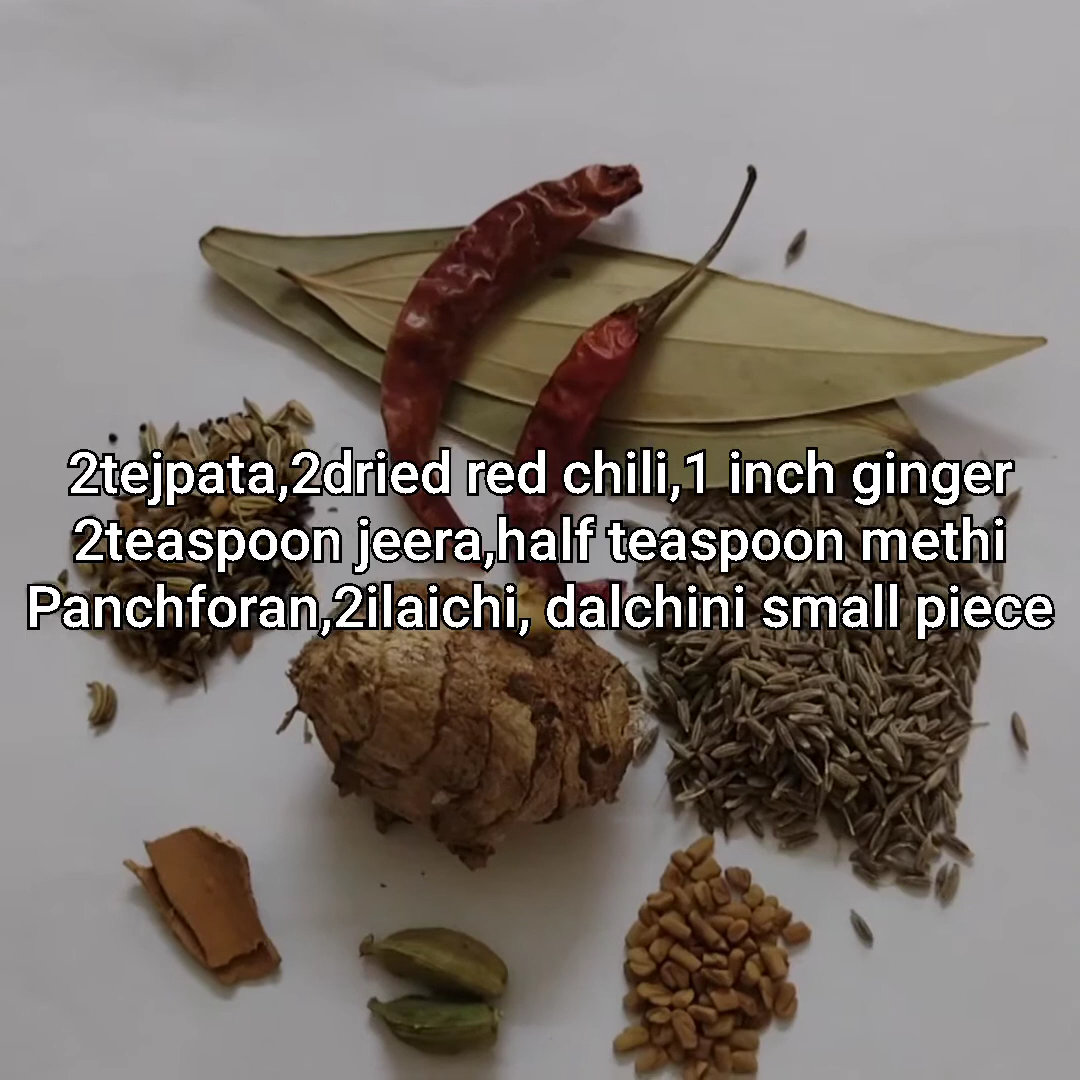 2tejpata,2dried red chili,1 inch ginger
2teaspoon jeera,half teaspoon methi
Panchforan,2ilaichi, dalchini small piece